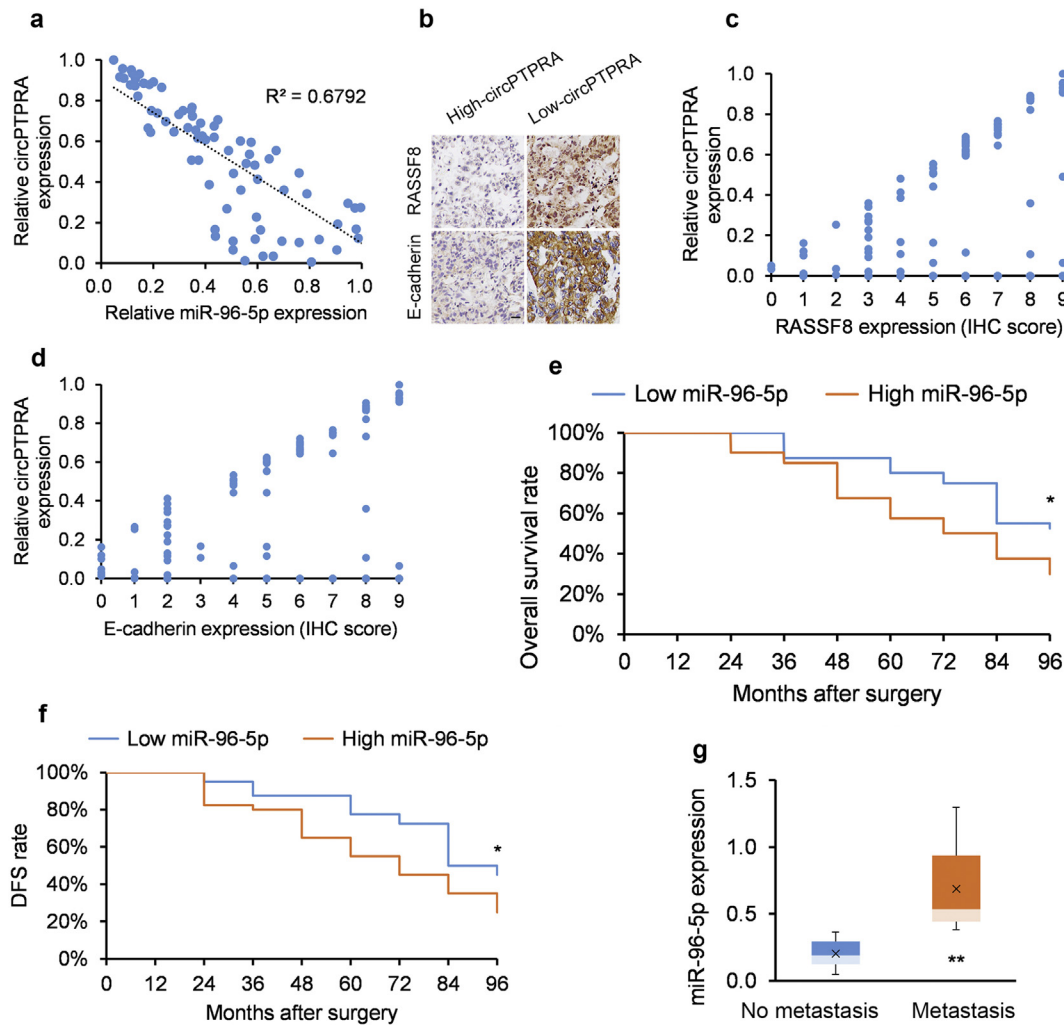 a
Relative circPTPRA
expression
1.0
0.8
0.6
0.4
0.2
0.0
R² = 0.6792
0.0 0.2 0.4 0.6 0.8 1.0
Relative miR-96-5p expression
b
High-circPTPRA
Low-circPTPRA
RASSF8
E-cadherin
c
Relative circPTPRA
expression
1.0
0.8
0.6
0.4
0.2
0.0
0 1 2 3 4 5 6 7 8 9
RASSF8 expression (IHC score)
d
Relative circPTPRA
expression
1.0
0.8
0.6
0.4
0.2
0.0
0 1 2 3 4 5 6 7 8 9
E-cadherin expression (IHC score)
e
Low miR-96-5p High miR-96-5p
Overall survival rate
100%
80%
60%
40%
20%
0%
*
0 12 24 36 48 60 72 84 96
Months after surgery
f
Low miR-96-5p High miR-96-5p
DFS rate
100%
80%
60%
40%
20%
0%
*
0 12 24 36 48 60 72 84 96
Months after surgery
g
miR-96-5p expression
1.5
1.0
0.5
0.0
**
No metastasis Metastasis